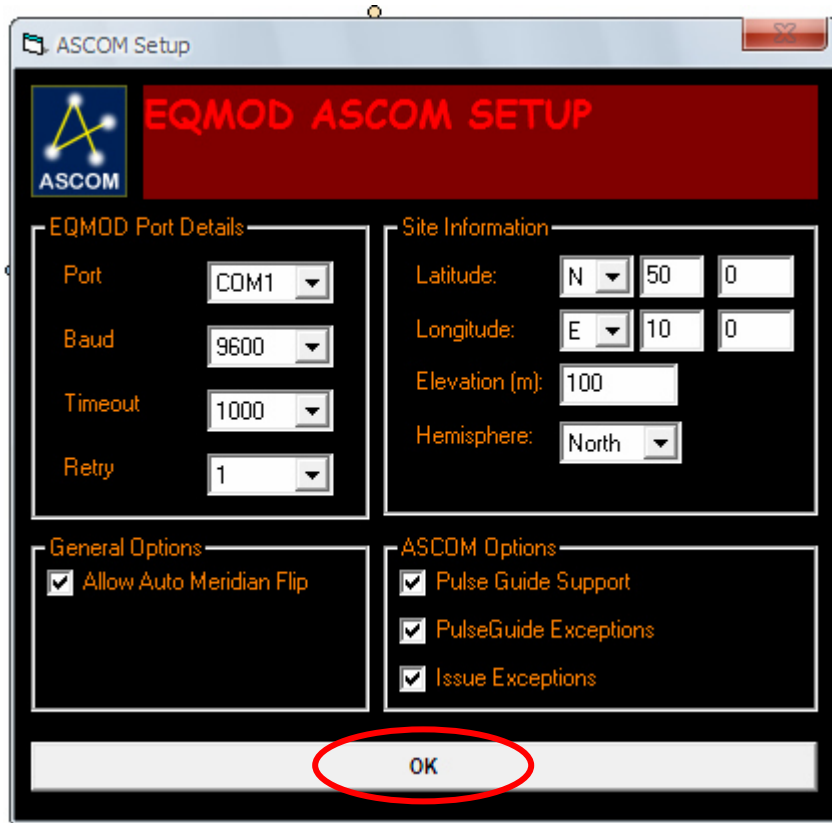 ASCOM Setup
EQMOD ASCOM SETUP
ASCOM
EQMOD Port Details
Port COM1
Baud 9600
Timeout 1000
Retry 1
Site Information
Latitude: N 50 0
Longitude: E 10 0
Elevation (m): 100
Hemisphere: North
General Options
Allow Auto Meridian Flip
ASCOM Options
Pulse Guide Support
PulseGuide Exceptions
Issue Exceptions
OK